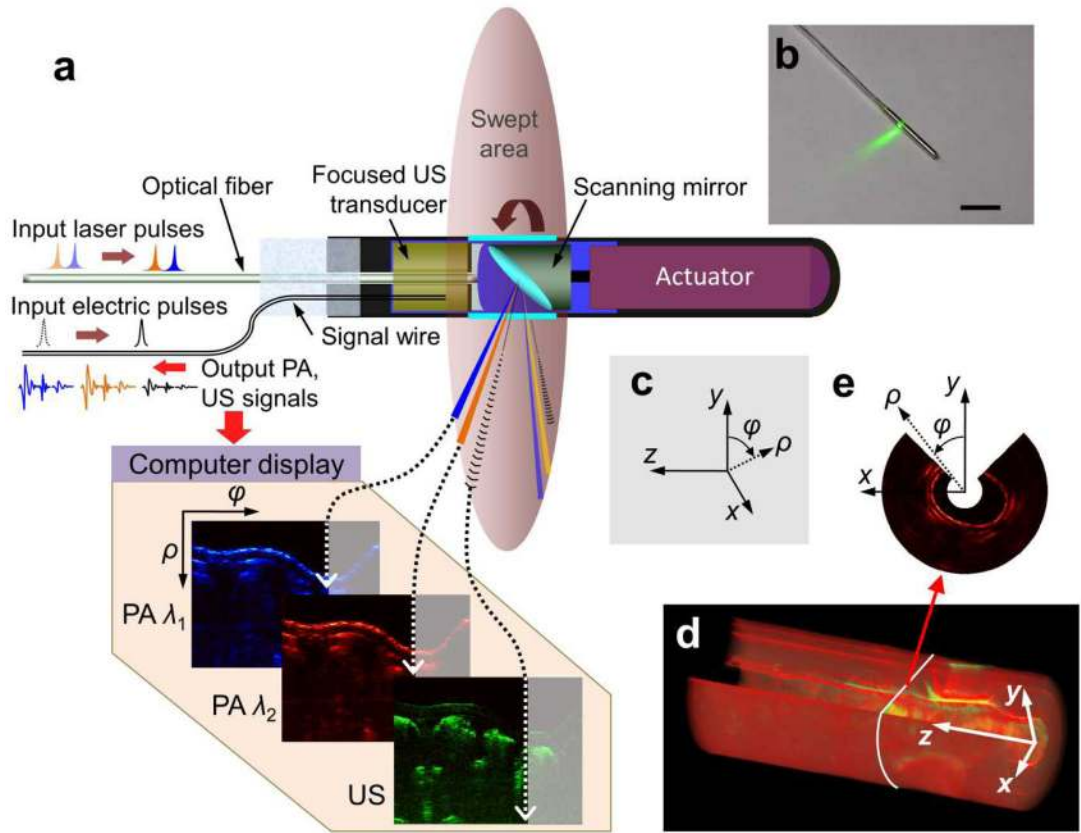 a
Swept
area
Optical fiber
Focused US
transducer
Scanning mirror
Input laser pulses
Actuator
Input electric pulses
Signal wire
Output PA,
US signals
Computer display
φ
ρ
PA λ1
PA λ2
US
b
c
y
φ
ρ
z
x
e
ρ
φ
y
x
d
y
z
x